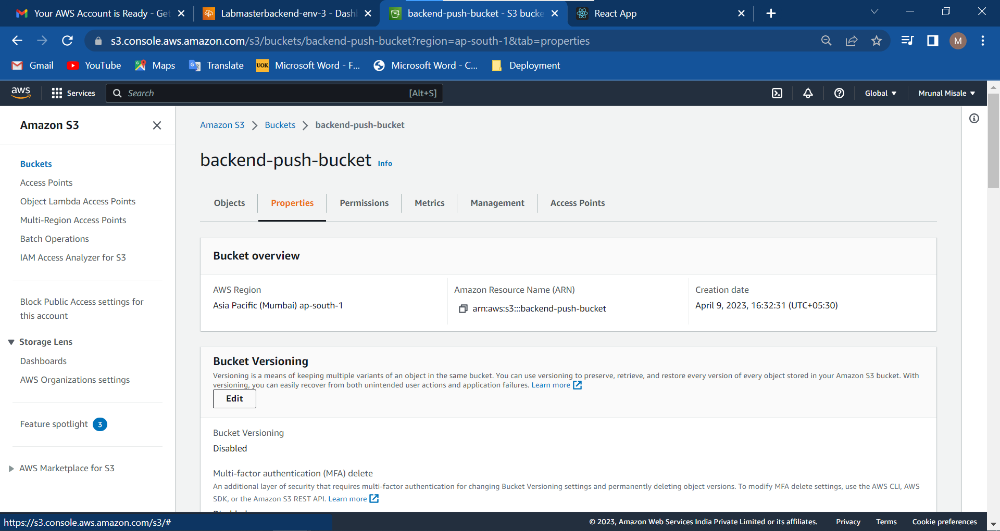 Your AWS Account is Ready - Get
Labmasterbackend-env-3 - Dash
backend-push-bucket - S3 bucke
React App
s3.console.aws.amazon.com/s3/buckets/backend-push-bucket?region=ap-south-1&tab=properties
M
Gmail
YouTube
Maps
Translate
UOK
Microsoft Word - F...
Microsoft Word - C...
Deployment
aws
Services
Search
[Alt+S]
Global
Mrunal Misale
Amazon S3
Buckets
Access Points
Object Lambda Access Points
Multi-Region Access Points
Batch Operations
IAM Access Analyzer for S3
Block Public Access settings for
this account
Storage Lens
Dashboards
AWS Organizations settings
Feature spotlight 3
AWS Marketplace for S3
Amazon S3 > Buckets > backend-push-bucket
backend-push-bucket Info
Objects
Properties
Permissions
Metrics
Management
Access Points
Bucket overview
AWS Region
Asia Pacific (Mumbai) ap-south-1
Amazon Resource Name (ARN)
arn:aws:s3:::backend-push-bucket
Creation date
April 9, 2023, 16:32:31 (UTC+05:30)
Bucket Versioning
Versioning is a means of keeping multiple variants of an object in the same bucket. You can use versioning to preserve, retrieve, and restore every version of every object stored in your Amazon S3 bucket. With
versioning, you can easily recover from both unintended user actions and application failures. Learn more
Edit
Bucket Versioning
Disabled
Multi-factor authentication (MFA) delete
An additional layer of security that requires multi-factor authentication for changing Bucket Versioning settings and permanently deleting object versions. To modify MFA delete settings, use the AWS CLI, AWS
SDK, or the Amazon S3 REST API. Learn more
https://s3.console.aws.amazon.com/s3/#
© 2023, Amazon Web Services India Private Limited or its affiliates.
Privacy
Terms
Cookie preferences